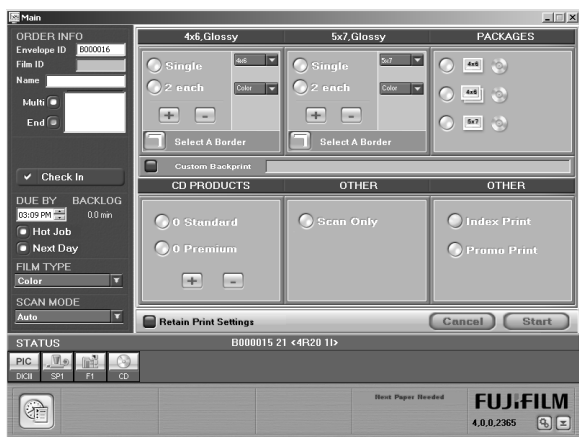 Main
ORDER INFO
Envelope ID B000016
Film ID
Name
Multi
End
Check In
DUE BY BACKLOG
03:09 PM 0.0 min
Hot Job
Next Day
FILM TYPE
Color
SCAN MODE
Auto
4x6,Glossy
Single 4x6
2 each Color
+ -
Select A Border
5x7,Glossy
Single 5x7
2 each Color
+ -
Select A Border
PACKAGES
4x6
4x6
5x7
Custom Backprint
CD PRODUCTS
0 Standard
0 Premium
+ -
OTHER
Scan Only
OTHER
Index Print
Promo Print
Retain Print Settings
Cancel Start
STATUS B000015 21 <4R20 1I>
PIC
DICII SP1 F1 CD
Next Paper Needed
FUJIFILM
4,0,0,2365